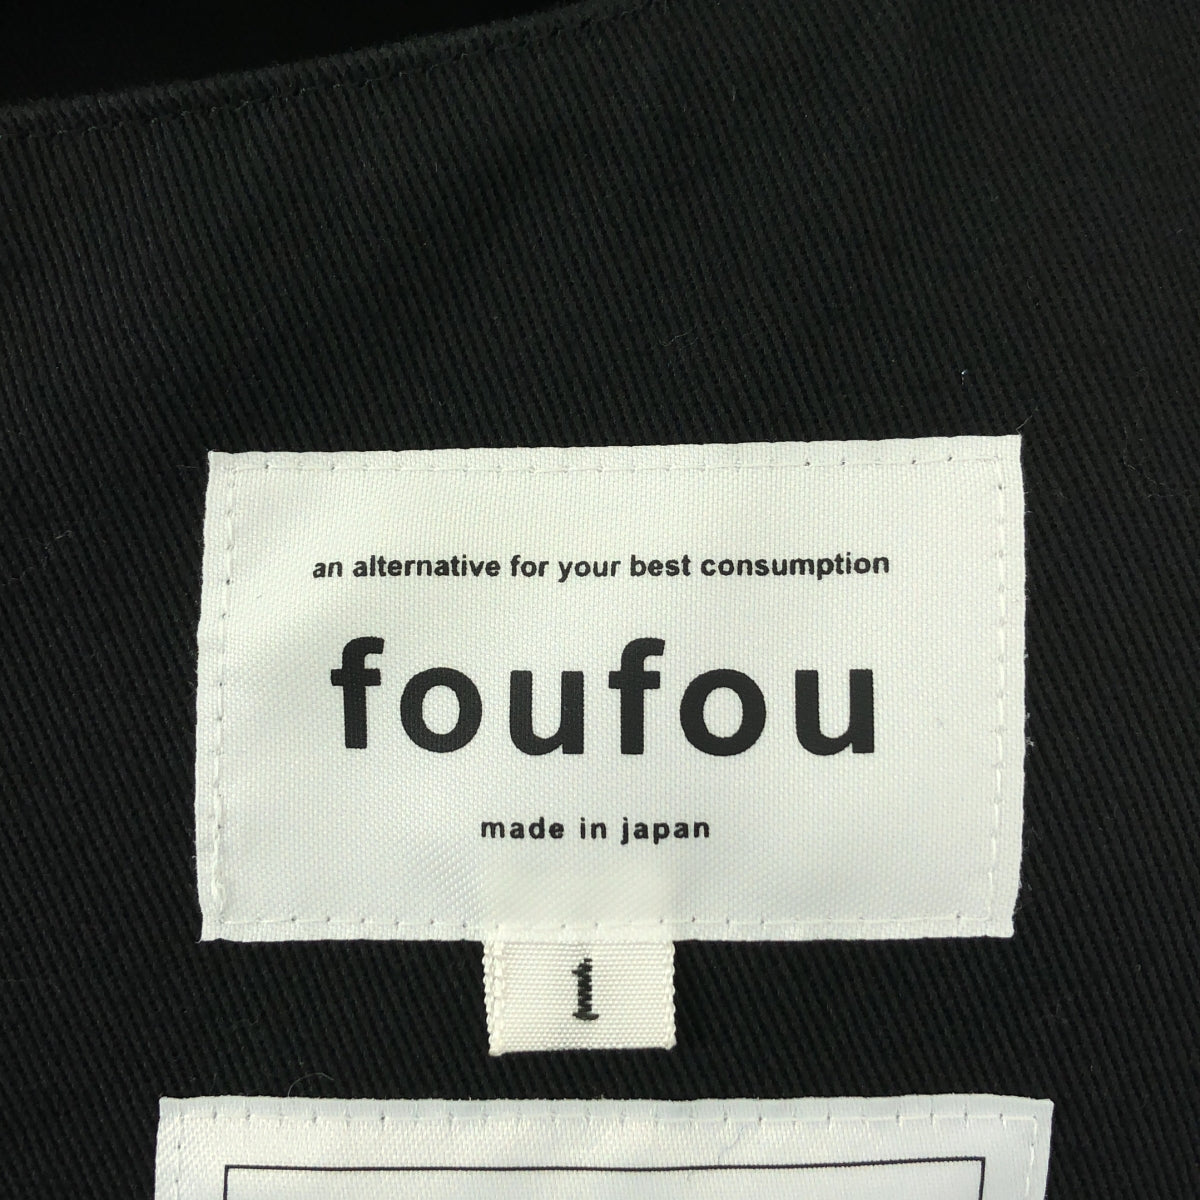 an alternative for your best consumption
foufou
made in japan
1